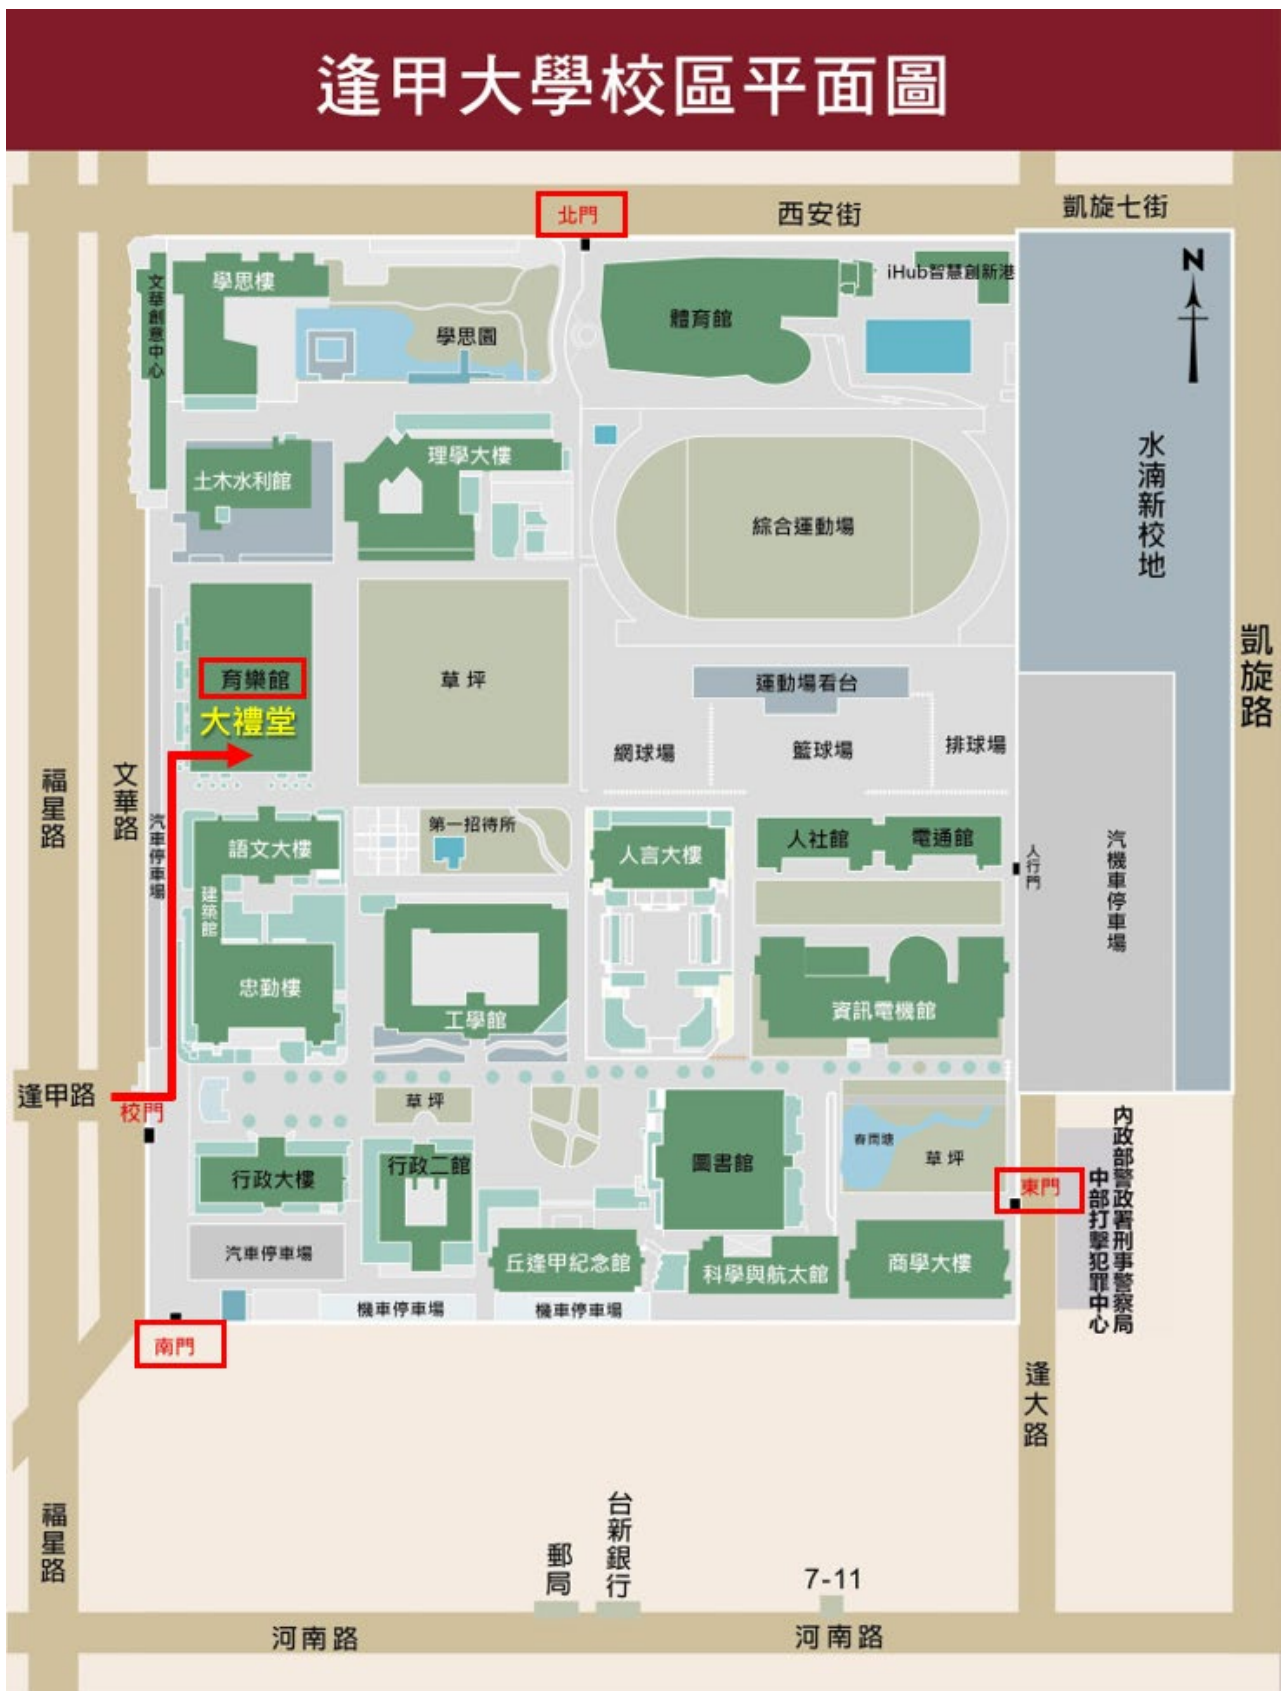 逢甲大學校區平面圖
北門
西安街
凱旋七街
N
文華創意中心
學思樓
學思園
體育館
iHub智慧創新港
水湳新校地
土木水利館
理學大樓
綜合運動場
凱旋路
育樂館
大禮堂
草坪
運動場看台
網球場
籃球場
排球場
福星路
文華路
汽車停車場
語文大樓
第一招待所
人言大樓
人社館
電通館
人行門
汽機車停車場
建築館
忠勤樓
工學館
資訊電機館
逢甲路
校門
草坪
行政大樓
行政二館
圖書館
春雨塘
草坪
東門
內政部警政署刑事警察局
中部打擊犯罪中心
汽車停車場
丘逢甲紀念館
科學與航太館
商學大樓
機車停車場
機車停車場
南門
逢大路
福星路
郵局
台新銀行
7-11
河南路
河南路